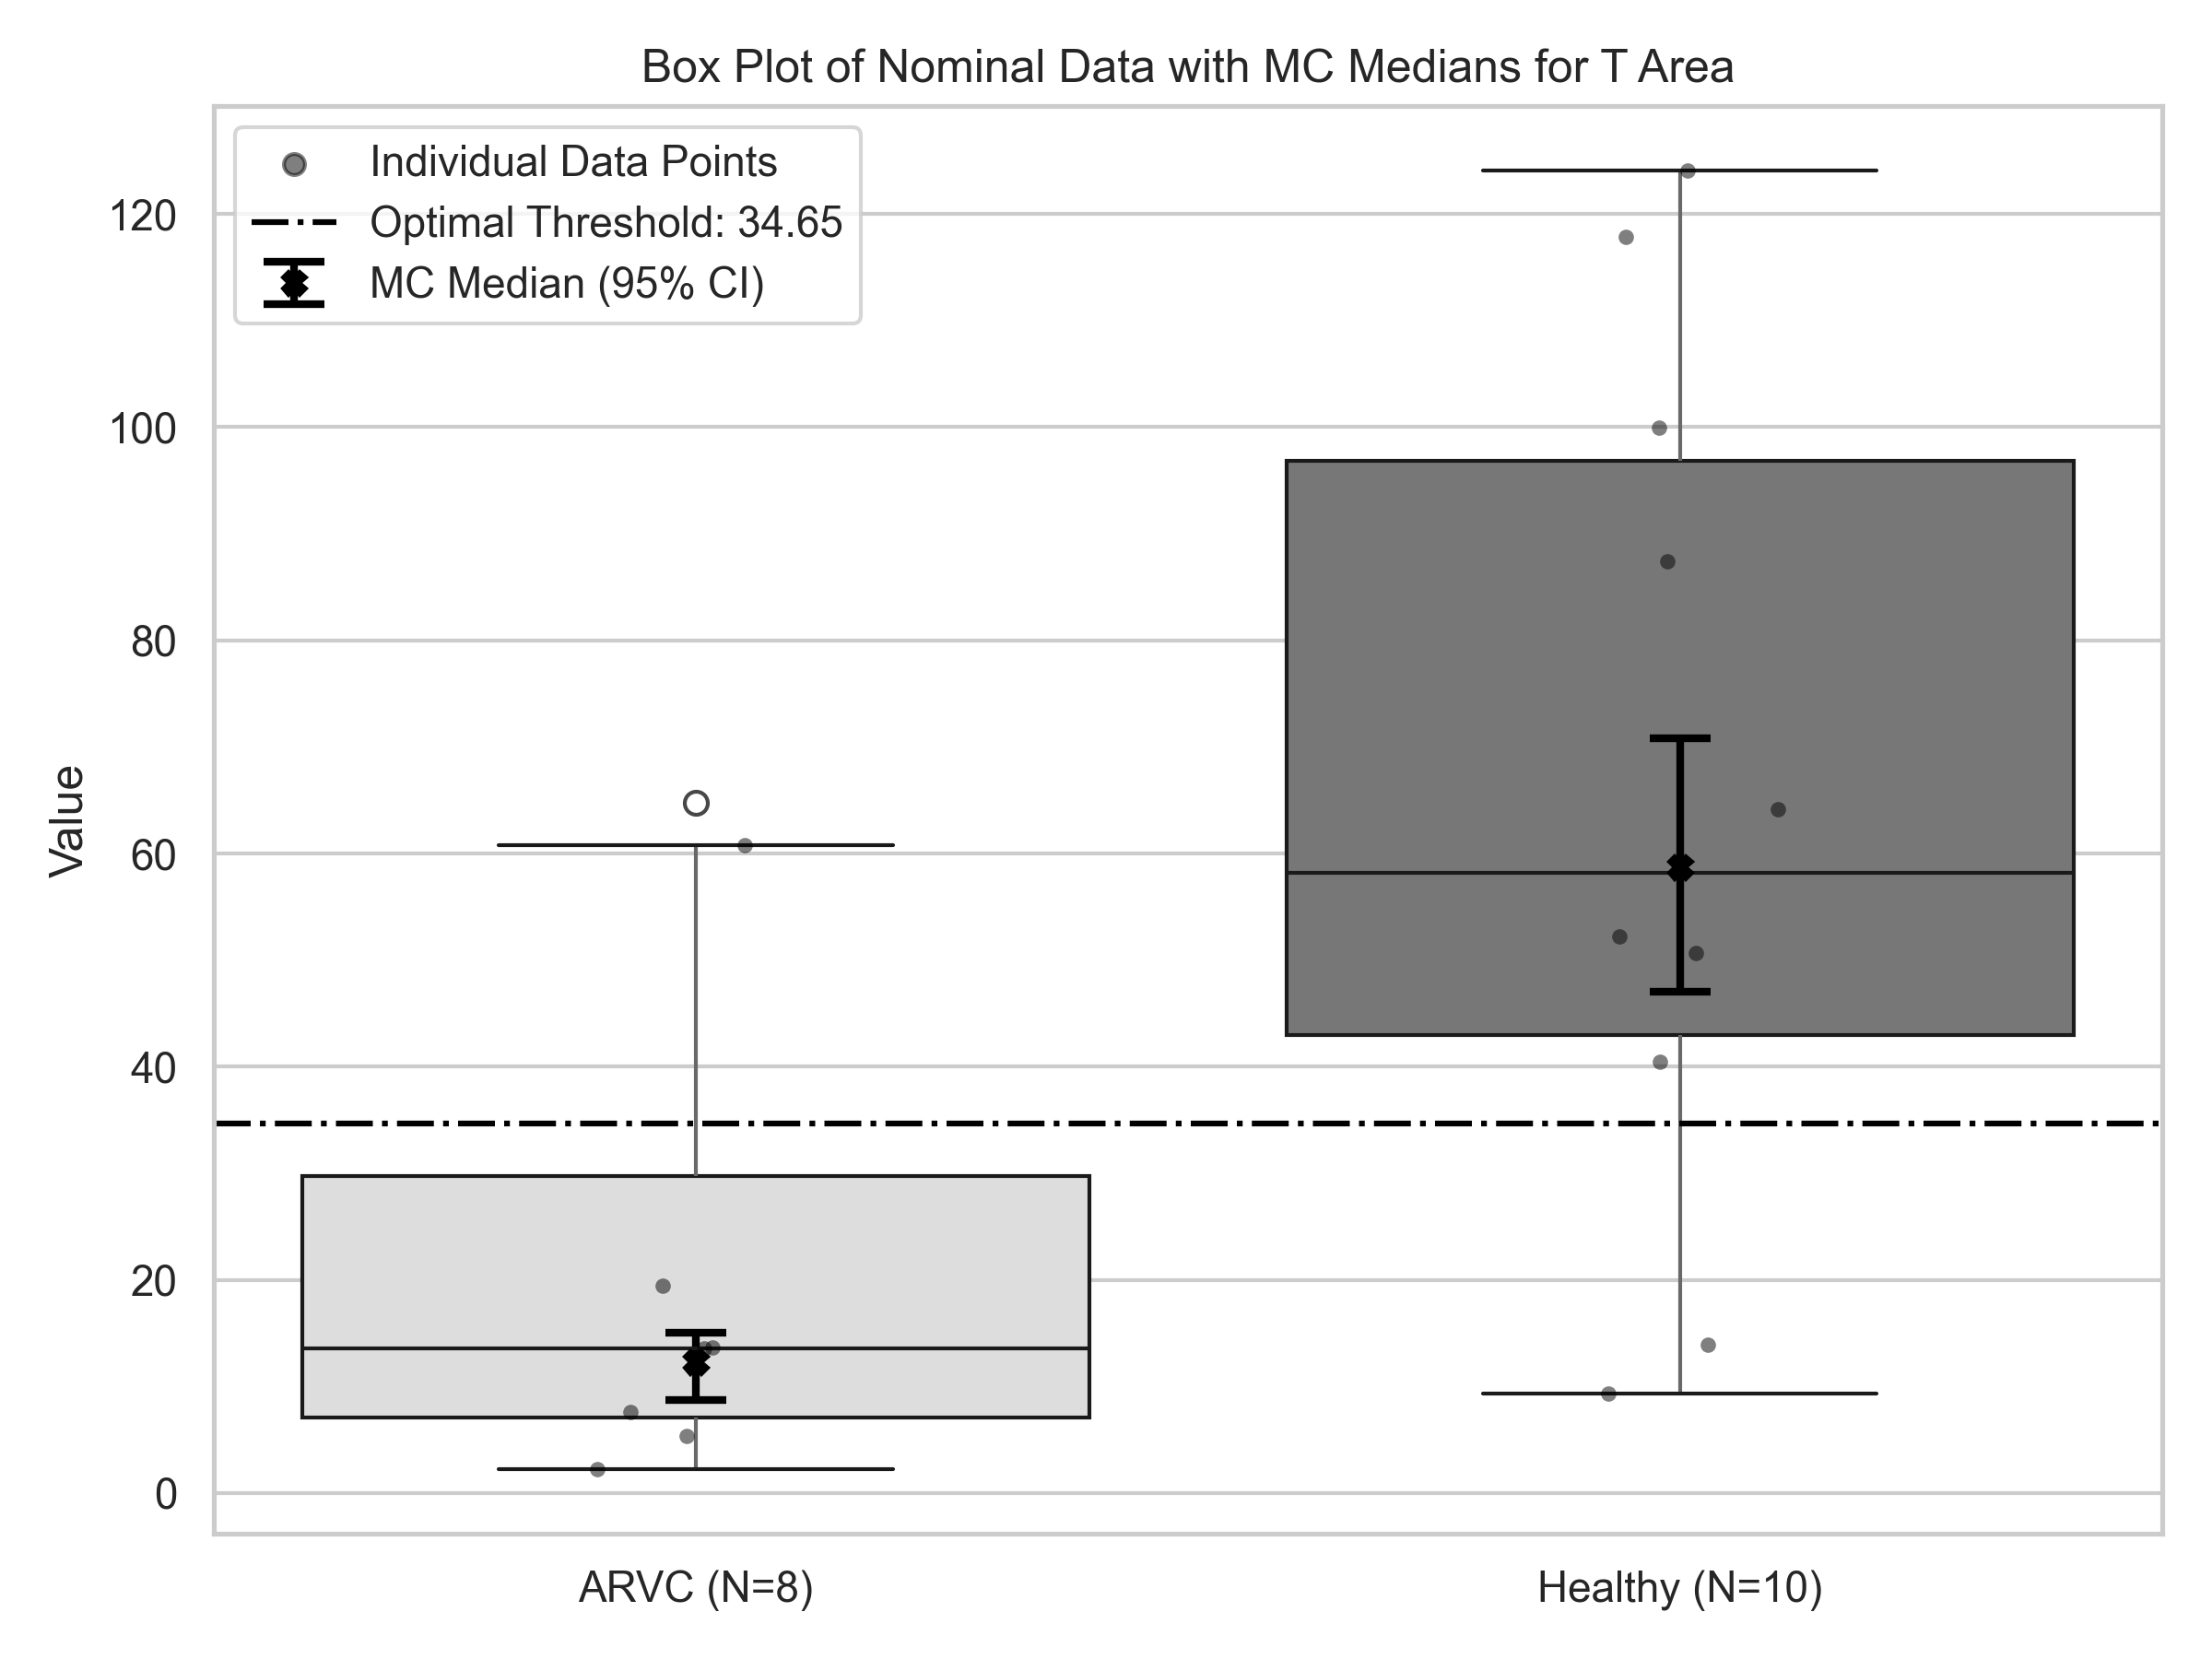 Box Plot of Nominal Data with MC Medians for T Area
Individual Data Points
Optimal Threshold: 34.65
MC Median (95% CI)
120
100
80
60
40
20
0
Value
ARVC (N=8)
Healthy (N=10)